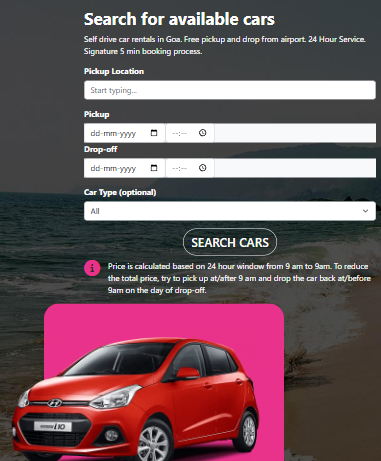 Search for available cars
Self drive car rentals in Goa. Free pickup and drop from airport. 24 Hour Service.
Signature 5 min booking process.
Pickup Location
Start typing...
Pickup
dd-mm-yyyy --:--
Drop-off
dd-mm-yyyy --:--
Car Type (optional)
All
SEARCH CARS
i Price is calculated based on 24 hour window from 9 am to 9am. To reduce
the total price, try to pick up at/after 9 am and drop the car back at/before
9am on the day of drop-off.
i10